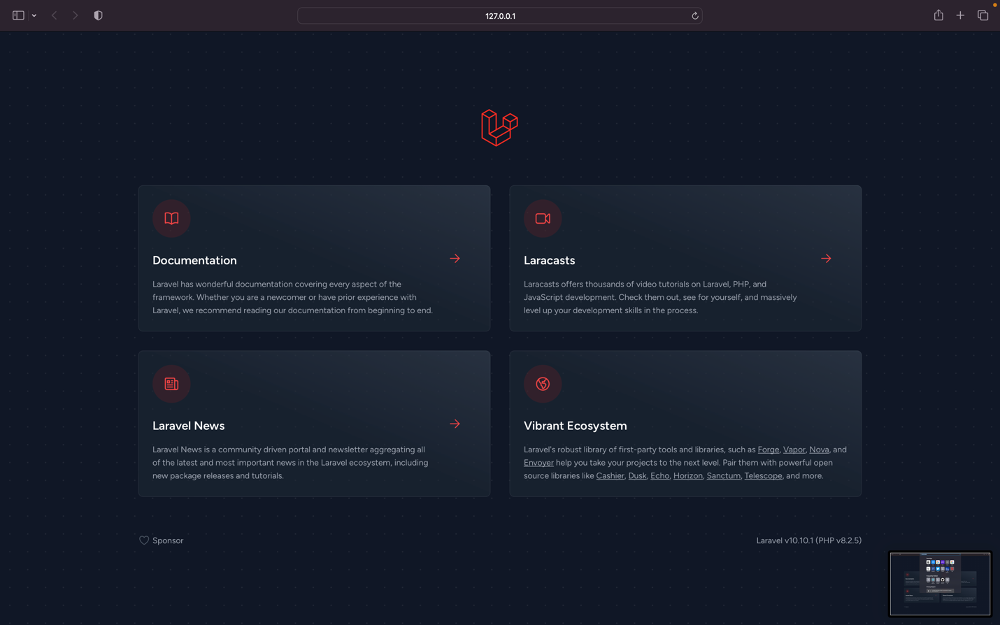 127.0.0.1
Documentation
Laravel has wonderful documentation covering every aspect of the
framework. Whether you are a newcomer or have prior experience with
Laravel, we recommend reading our documentation from beginning to end.
Laracasts
Laracasts offers thousands of video tutorials on Laravel, PHP, and
JavaScript development. Check them out, see for yourself, and massively
level up your development skills in the process.
Laravel News
Laravel News is a community driven portal and newsletter aggregating all
of the latest and most important news in the Laravel ecosystem, including
new package releases and tutorials.
Vibrant Ecosystem
Laravel's robust library of first-party tools and libraries, such as Forge, Vapor, Nova, and
Envoyer help you take your projects to the next level. Pair them with powerful open
source libraries like Cashier, Dusk, Echo, Horizon, Sanctum, Telescope, and more.
Sponsor
Laravel v10.10.1 (PHP v8.2.5)